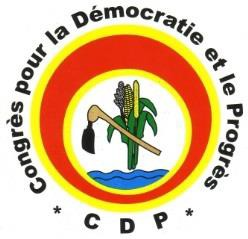 Congrès pour la Démocratie et le Progrès
* C D P *